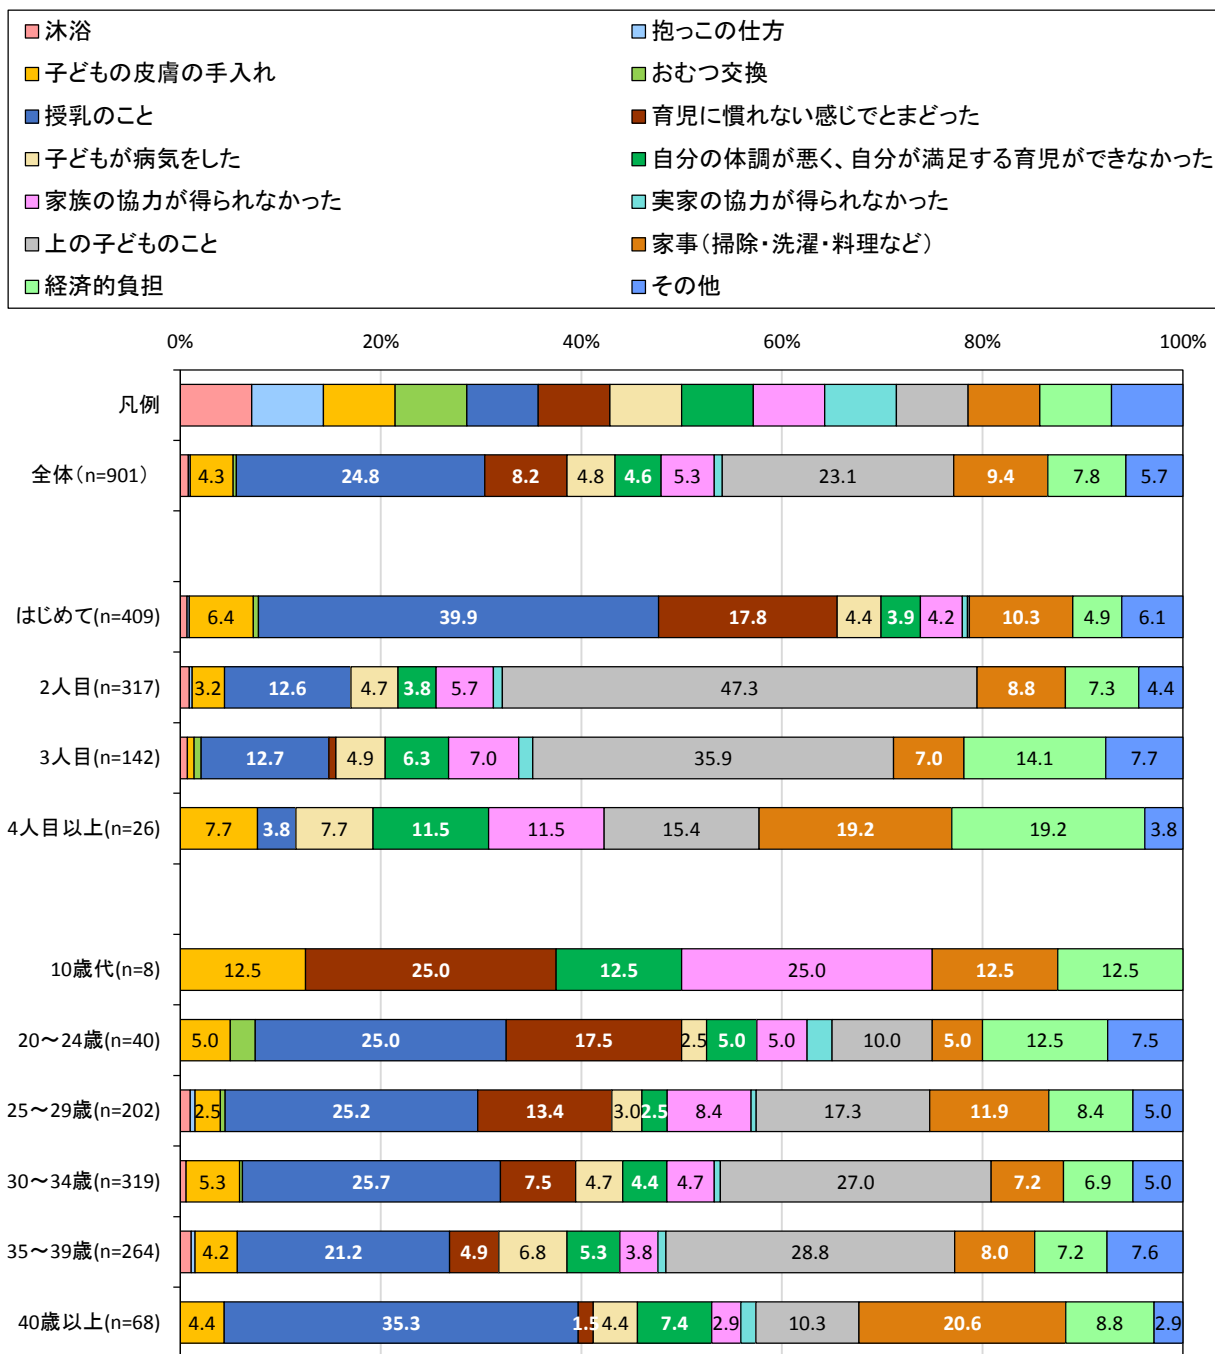 沐浴 抱っこの仕方
子どもの皮膚の手入れ おむつ交換
授乳のこと 育児に慣れない感じでとまどった
子どもが病気をした 自分の体調が悪く、自分が満足する育児ができなかった
家族の協力が得られなかった 実家の協力が得られなかった
上の子どものこと 家事(掃除・洗濯・料理など)
経済的負担 その他
0% 20% 40% 60% 80% 100%
凡例
全体(n=901) 4.3 24.8 8.2 4.8 4.6 5.3 23.1 9.4 7.8 5.7
はじめて(n=409) 6.4 39.9 17.8 4.4 3.9 4.2 10.3 4.9 6.1
2人目(n=317) 3.2 12.6 4.7 3.8 5.7 47.3 8.8 7.3 4.4
3人目(n=142) 12.7 4.9 6.3 7.0 35.9 7.0 14.1 7.7
4人目以上(n=26) 7.7 3.8 7.7 11.5 11.5 15.4 19.2 19.2 3.8
10歳代(n=8) 12.5 25.0 12.5 25.0 12.5 12.5
20～24歳(n=40) 5.0 25.0 17.5 2.5 5.0 5.0 10.0 5.0 12.5 7.5
25～29歳(n=202) 2.5 25.2 13.4 3.0 2.5 8.4 17.3 11.9 8.4 5.0
30～34歳(n=319) 5.3 25.7 7.5 4.7 4.4 4.7 27.0 7.2 6.9 5.0
35～39歳(n=264) 4.2 21.2 4.9 6.8 5.3 3.8 28.8 8.0 7.2 7.6
40歳以上(n=68) 4.4 35.3 1.5 4.4 7.4 2.9 10.3 20.6 8.8 2.9